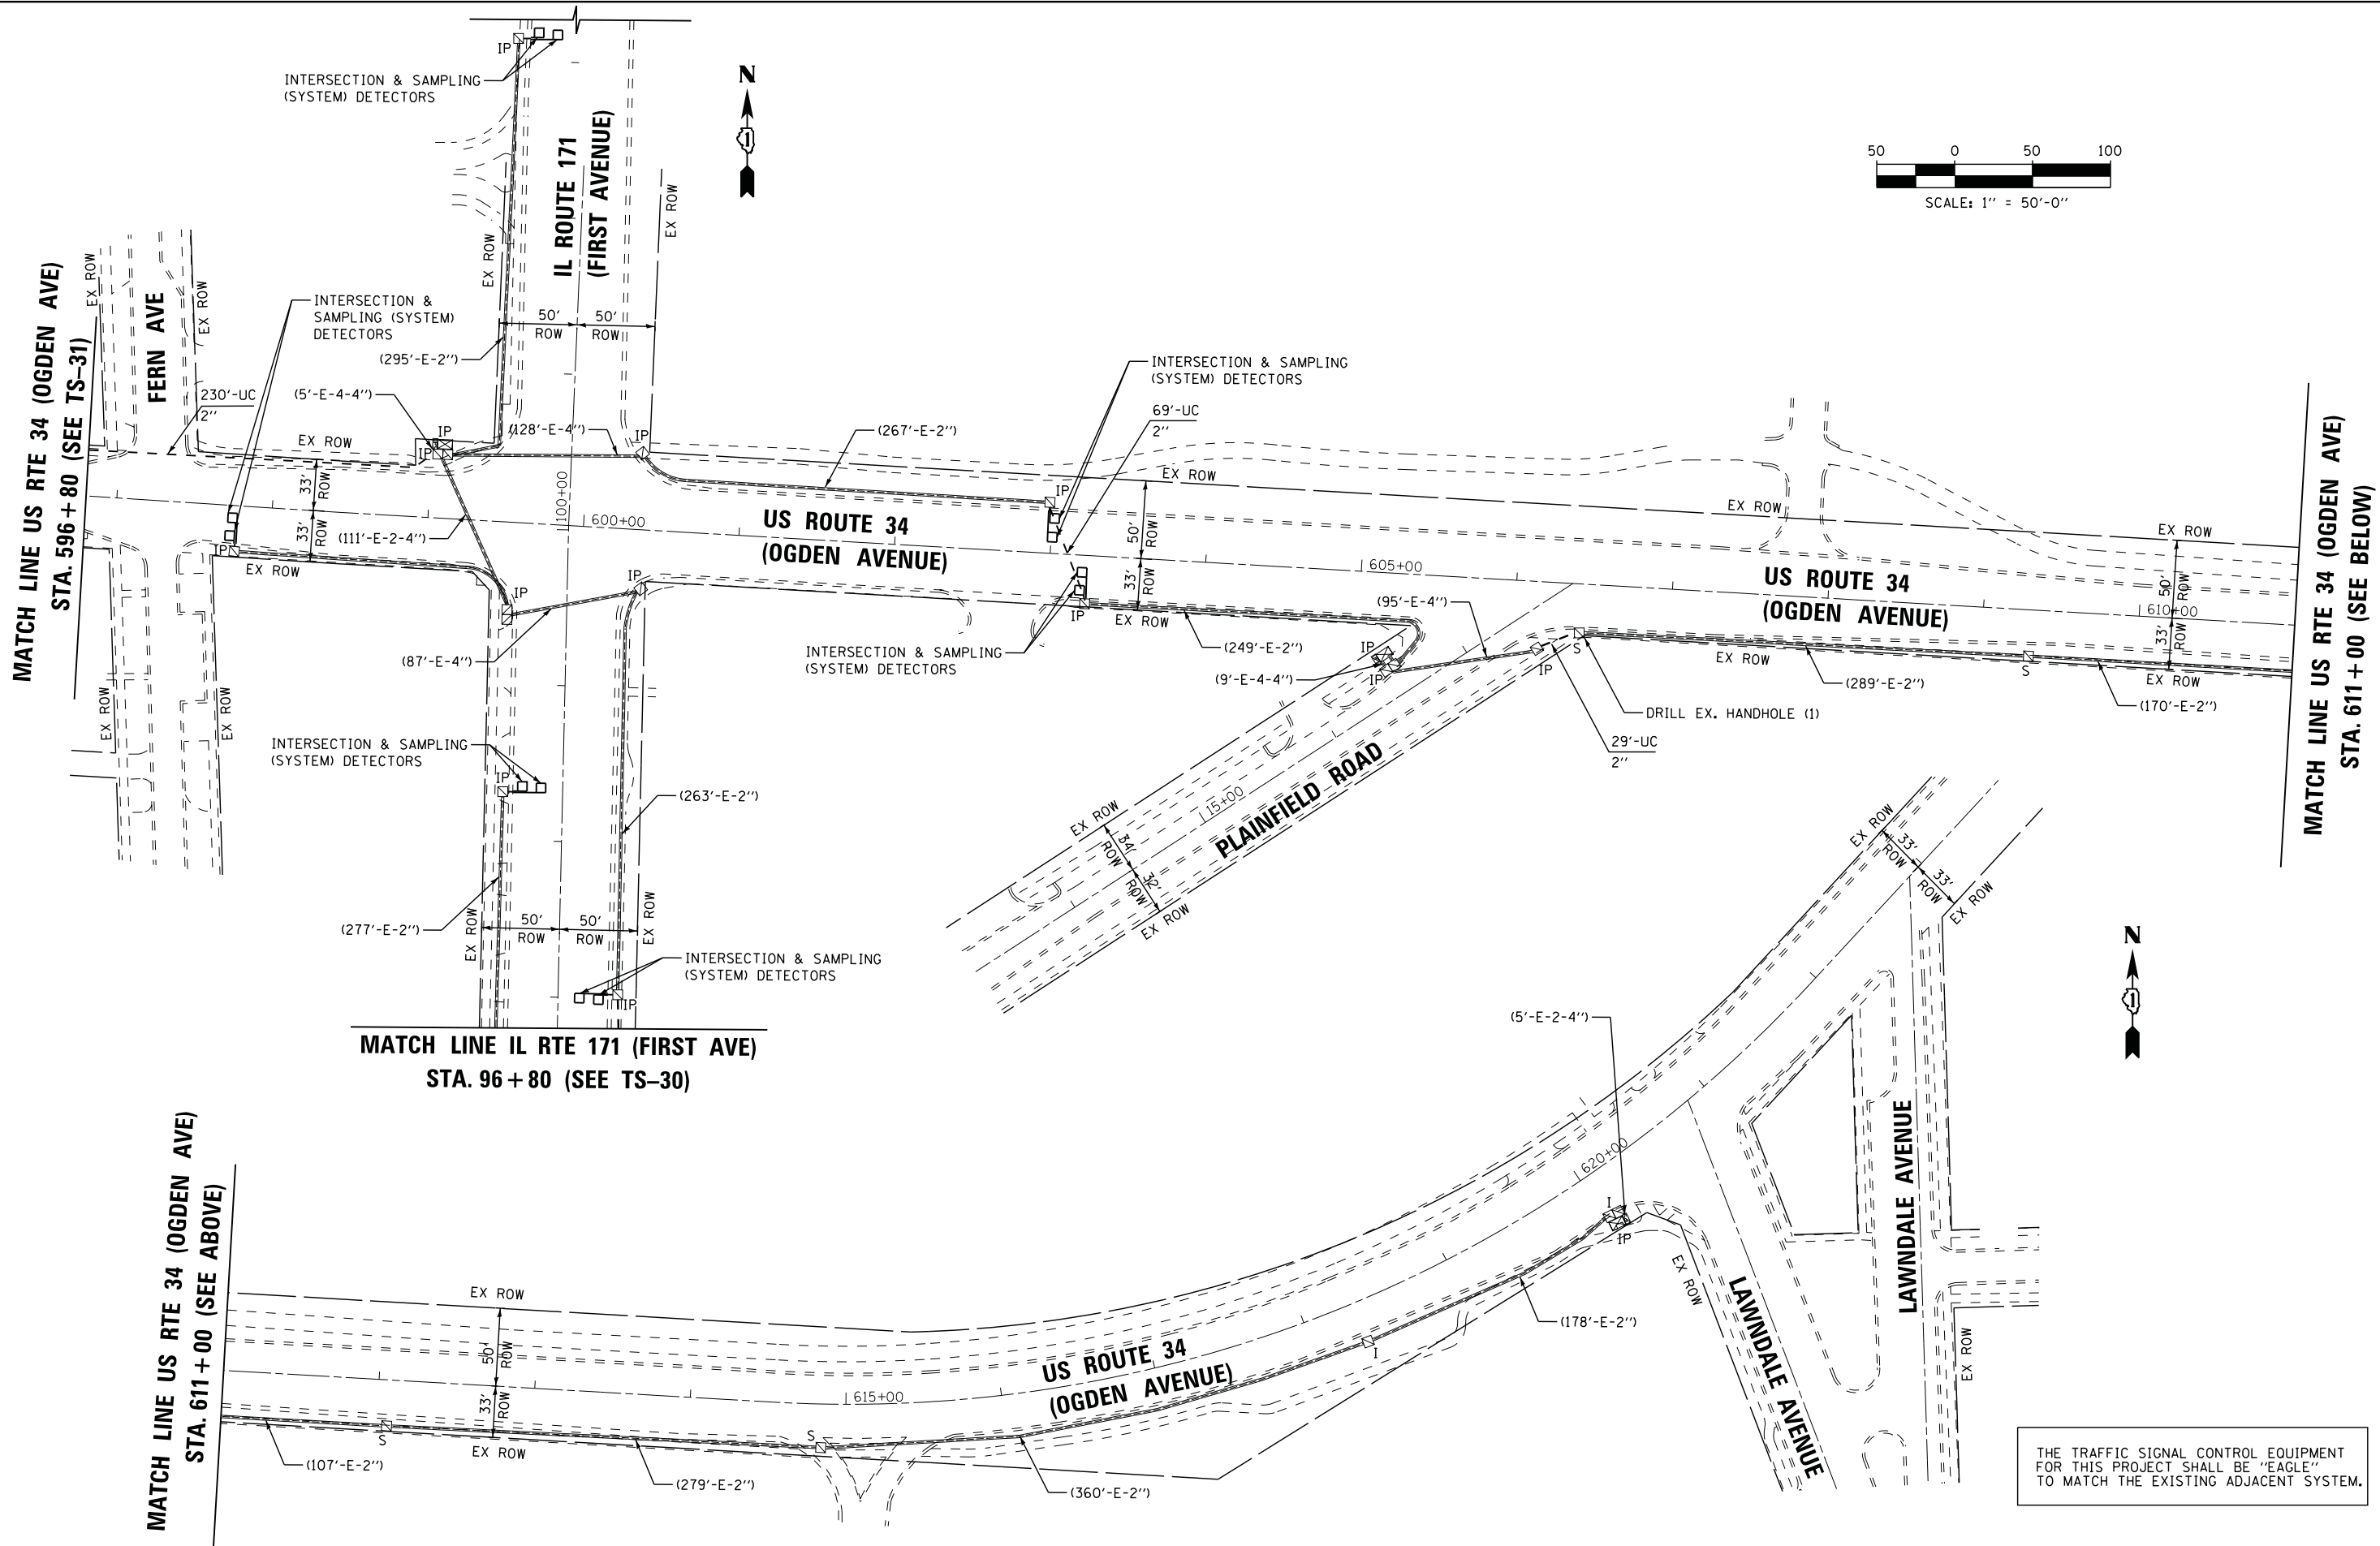 IP
INTERSECTION & SAMPLING
(SYSTEM) DETECTORS
N
1
IL ROUTE 171
(FIRST AVENUE)
EX ROW
EX ROW
50 0 50 100
SCALE: 1'' = 50'-0''
MATCH LINE US RTE 34 (OGDEN AVE)
STA. 596+80 (SEE TS-31)
EX ROW
FERN AVE
EX ROW
INTERSECTION &
SAMPLING (SYSTEM)
DETECTORS
50' 50'
ROW ROW
(295'-E-2'')
230'-UC
2''
(5'-E-4-4'')
EX ROW
IP
IP
(128'-E-4'')
IP
(267'-E-2'')
INTERSECTION & SAMPLING
(SYSTEM) DETECTORS
69'-UC
2''
IP
EX ROW
EX ROW
EX ROW
33'
ROW
33'
ROW
(111'-E-2-4'')
IP
EX ROW
100+00
600+00
US ROUTE 34
(OGDEN AVENUE)
50'
ROW
33'
ROW
605+00
US ROUTE 34
(OGDEN AVENUE)
50'
ROW
610+00
33'
ROW
MATCH LINE US RTE 34 (OGDEN AVE)
STA. 611+00 (SEE BELOW)
IP
IP
(87'-E-4'')
INTERSECTION & SAMPLING
(SYSTEM) DETECTORS
IP
EX ROW
(249'-E-2'')
(95'-E-4'')
IP
IP
(9'-E-4-4'')
IP
S
EX ROW
(289'-E-2'')
S
EX ROW
(170'-E-2'')
DRILL EX. HANDHOLE (1)
29'-UC
2''
EX ROW
EX ROW
INTERSECTION & SAMPLING
(SYSTEM) DETECTORS
IP
(263'-E-2'')
15+00
PLAINFIELD ROAD
EX ROW
34'
ROW
32'
ROW
EX ROW
(277'-E-2'')
EX ROW
50' 50'
ROW ROW
EX ROW
INTERSECTION & SAMPLING
(SYSTEM) DETECTORS
IP
MATCH LINE IL RTE 171 (FIRST AVE)
STA. 96+80 (SEE TS-30)
EX ROW
33'
ROW
33'
ROW
EX ROW
N
1
(5'-E-2-4'')
MATCH LINE US RTE 34 (OGDEN AVE)
STA. 611+00 (SEE ABOVE)
EX ROW
50'
ROW
33'
ROW
S
EX ROW
(107'-E-2'')
(279'-E-2'')
S
615+00
US ROUTE 34
(OGDEN AVENUE)
(360'-E-2'')
I
(178'-E-2'')
620+00
I
IP
EX ROW
LAWNDALE AVENUE
LAWNDALE AVENUE
EX ROW
THE TRAFFIC SIGNAL CONTROL EQUIPMENT
FOR THIS PROJECT SHALL BE "EAGLE"
TO MATCH THE EXISTING ADJACENT SYSTEM.